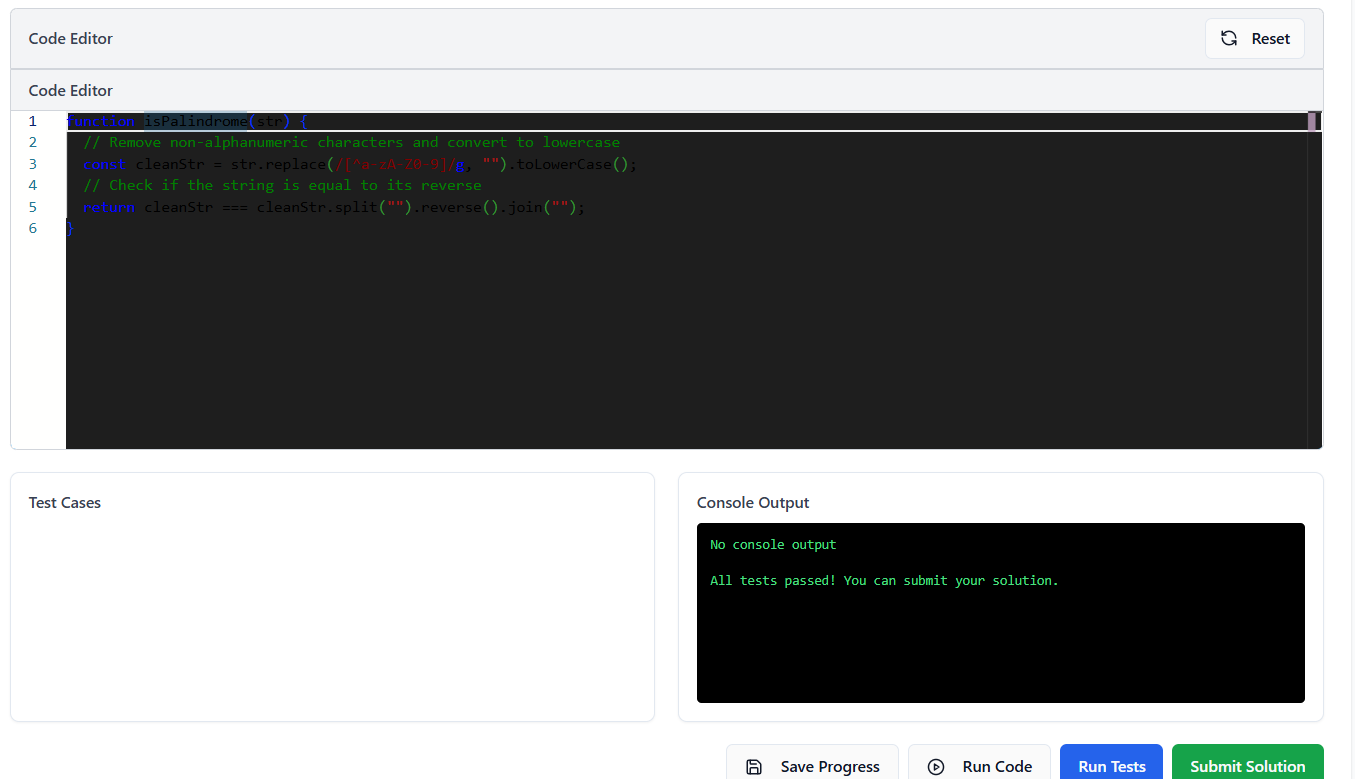 Code Editor
Reset
Code Editor
1 function isPalindrome(str) {
2 // Remove non-alphanumeric characters and convert to lowercase
3 const cleanStr = str.replace(/[^a-zA-Z0-9]/g, "").toLowerCase();
4 // Check if the string is equal to its reverse
5 return cleanStr === cleanStr.split("").reverse().join("");
6 }
Test Cases
Console Output
No console output
All tests passed! You can submit your solution.
Save Progress
Run Code
Run Tests
Submit Solution